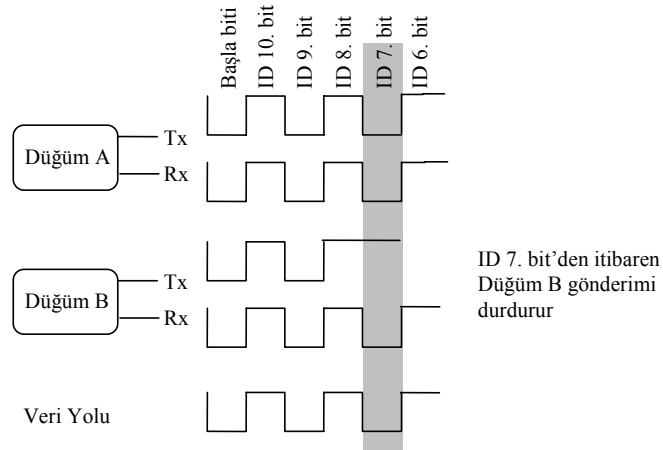 Başla biti
ID 10. bit
ID 9. bit
ID 8. bit
ID 7. bit
ID 6. bit
Düğüm A
Tx
Rx
Düğüm B
Tx
Rx
ID 7. bit’den itibaren
Düğüm B gönderimi
durdurur
Veri Yolu